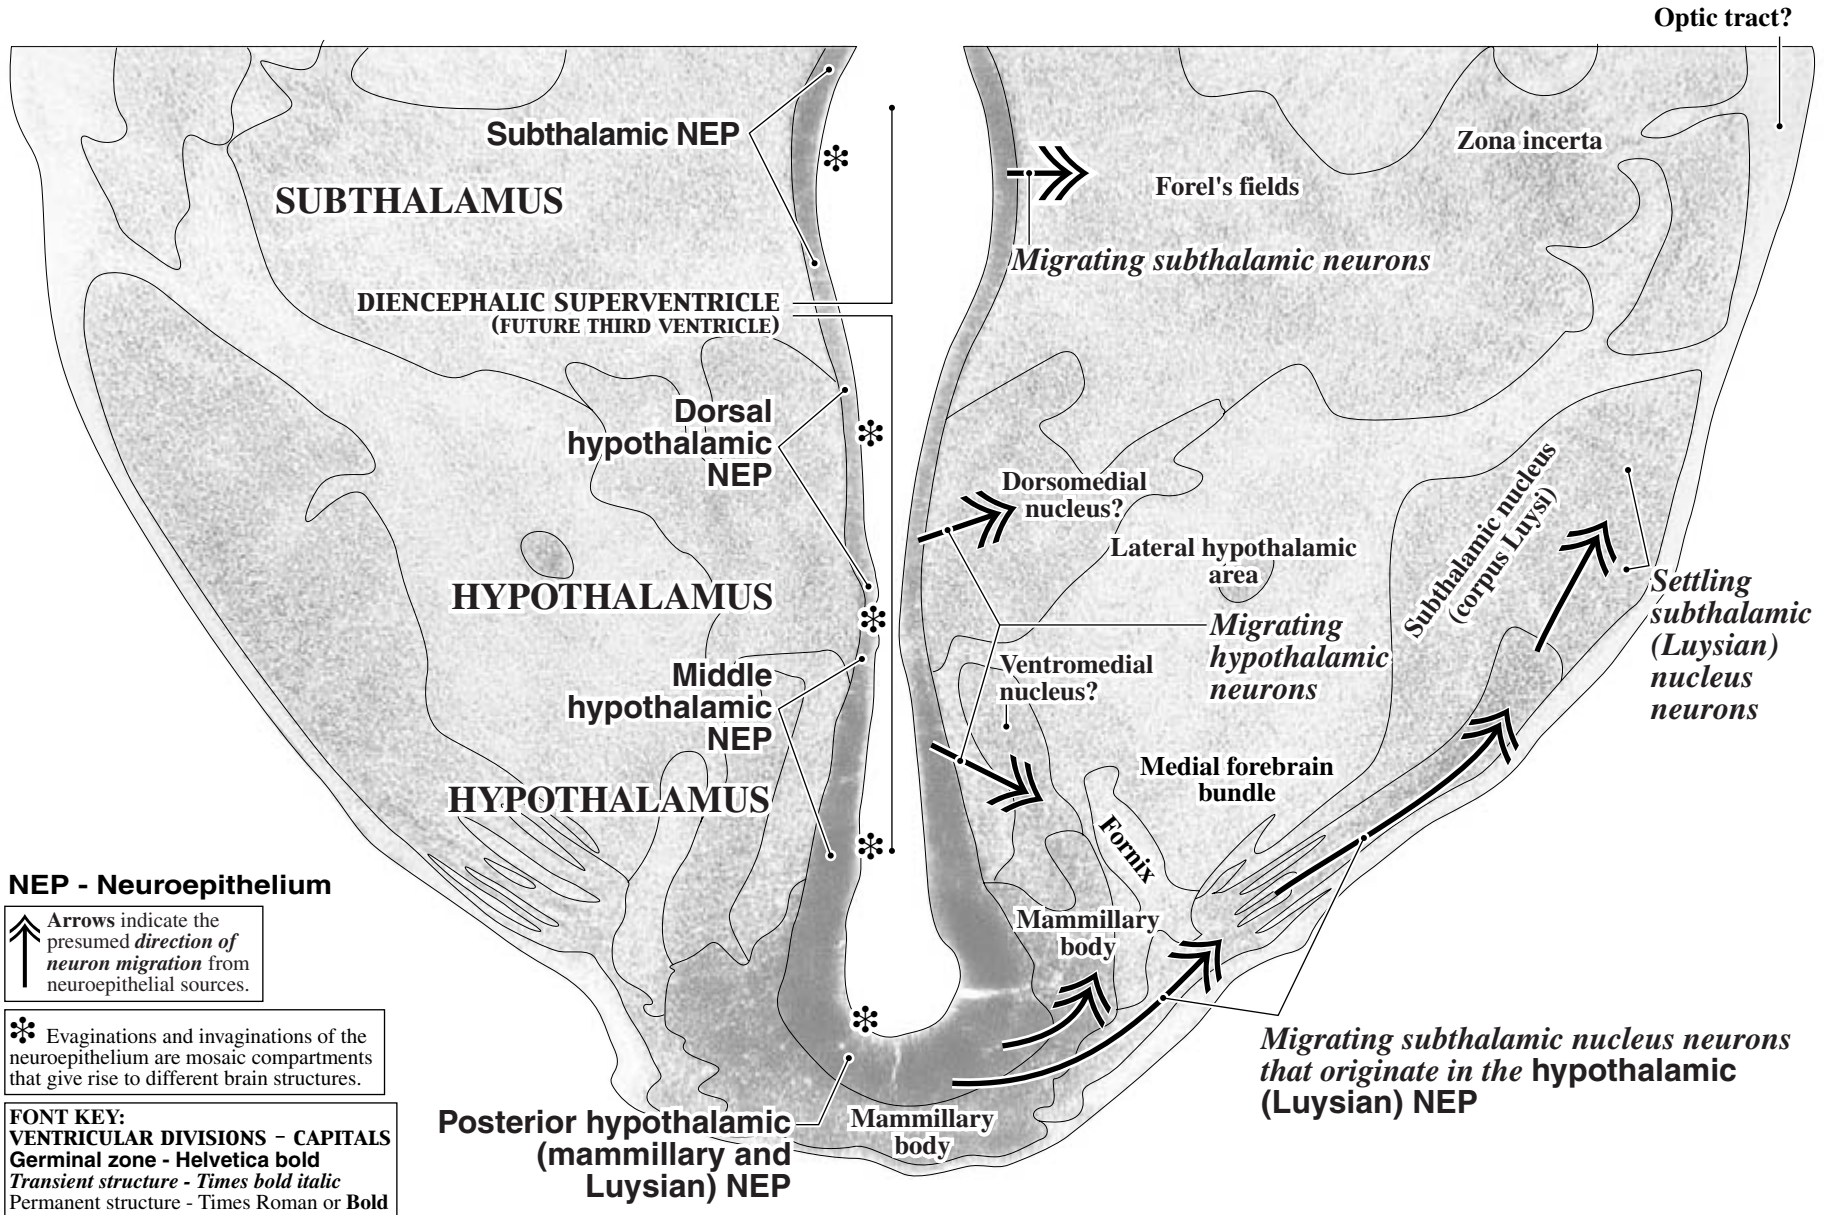 Optic tract?
Subthalamic NEP
Zona incerta
Forel's fields
SUBTHALAMUS
Migrating subthalamic neurons
DIENCEPHALIC SUPERVENTRICLE
(FUTURE THIRD VENTRICLE)
Dorsal
hypothalamic
NEP
Dorsomedial
nucleus?
Lateral hypothalamic
area
Subthalamic nucleus
(corpus Luysi)
HYPOTHALAMUS
Settling
subthalamic
(Luysian)
nucleus
neurons
Migrating
hypothalamic
neurons
Ventromedial
nucleus?
Middle
hypothalamic
NEP
HYPOTHALAMUS
Medial forebrain
bundle
Fornix
Mammillary
body
NEP - Neuroepithelium
Arrows indicate the
presumed direction of
neuron migration from
neuroepithelial sources.
Evaginations and invaginations of the
neuroepithelium are mosaic compartments
that give rise to different brain structures.
FONT KEY:
VENTRICULAR DIVISIONS – CAPITALS
Germinal zone - Helvetica bold
Transient structure - Times bold italic
Permanent structure - Times Roman or Bold
Posterior hypothalamic
(mammillary and
Luysian) NEP
Mammillary
body
Migrating subthalamic nucleus neurons
that originate in the hypothalamic
(Luysian) NEP